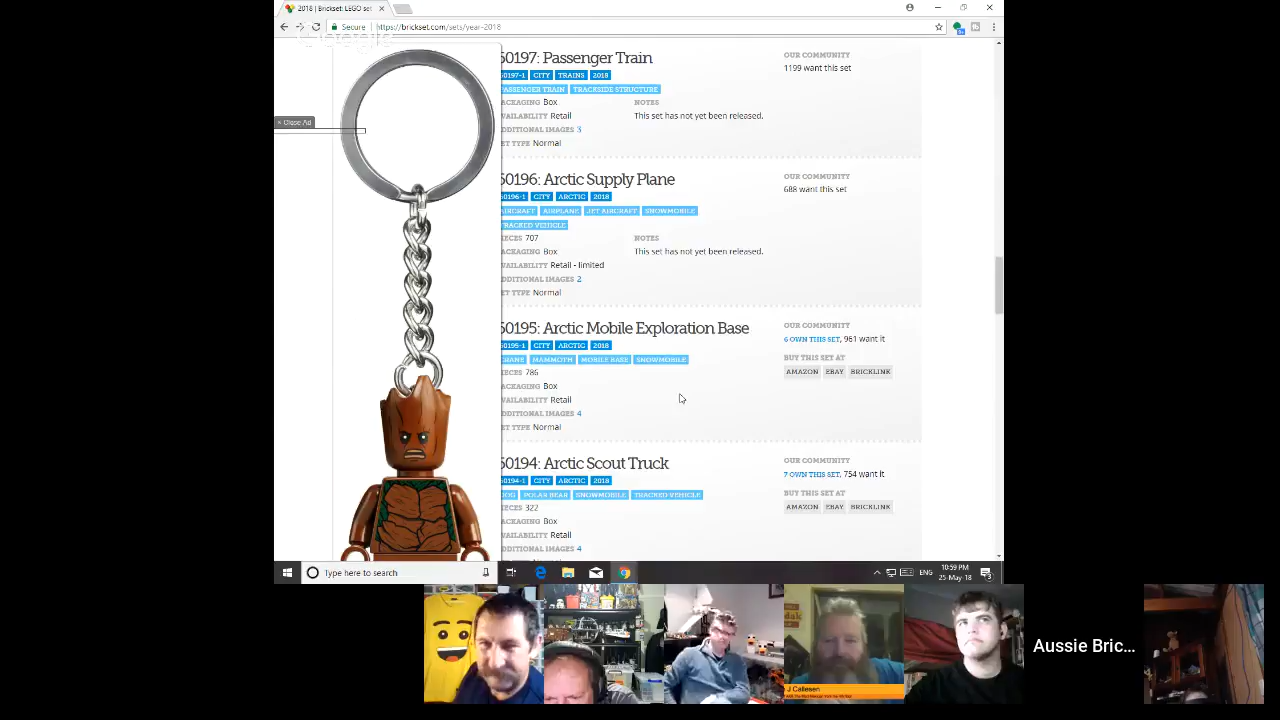 2018 | Brickset: LEGO set
Secure | https://brickset.com/sets/year-2018
Google
× Close Ad
60197: Passenger Train
60197-1 CITY TRAINS 2018
PASSENGER TRAIN TRACKSIDE STRUCTURE
ACKAGING Box
NOTES
VAILABILITY Retail
This set has not yet been released.
DDITIONAL IMAGES 3
ET TYPE Normal
OUR COMMUNITY
1199 want this set
60196: Arctic Supply Plane
60196-1 CITY ARCTIC 2018
AIRCRAFT AIRPLANE JET AIRCRAFT SNOWMOBILE
TRACKED VEHICLE
IECES 707
NOTES
ACKAGING Box
This set has not yet been released.
VAILABILITY Retail - limited
DDITIONAL IMAGES 2
ET TYPE Normal
OUR COMMUNITY
688 want this set
60195: Arctic Mobile Exploration Base
60195-1 CITY ARCTIC 2018
CRANE MAMMOTH MOBILE BASE SNOWMOBILE
IECES 786
ACKAGING Box
VAILABILITY Retail
DDITIONAL IMAGES 4
ET TYPE Normal
OUR COMMUNITY
6 OWN THIS SET, 961 want it
BUY THIS SET AT
AMAZON EBAY BRICKLINK
60194: Arctic Scout Truck
60194-1 CITY ARCTIC 2018
DOG POLAR BEAR SNOWMOBILE TRACKED VEHICLE
IECES 322
ACKAGING Box
VAILABILITY Retail
DDITIONAL IMAGES 4
OUR COMMUNITY
7 OWN THIS SET, 754 want it
BUY THIS SET AT
AMAZON EBAY BRICKLINK
Type here to search
ENG
10:59 PM
25-May-18
3
J Callesen
Aussie Bric...